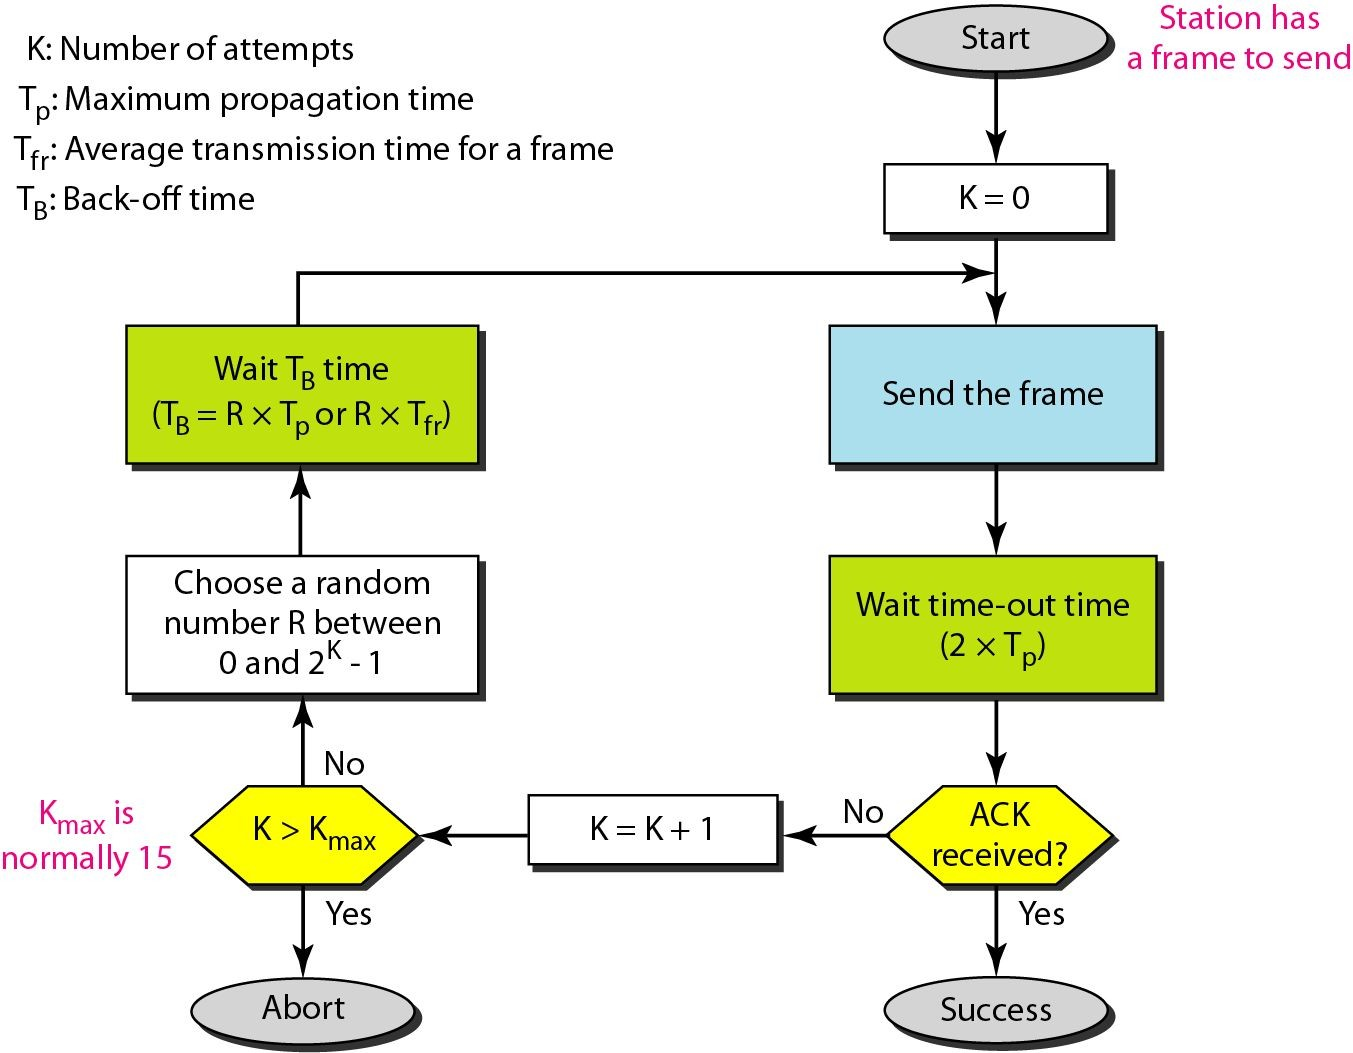 K: Number of attempts
Tp: Maximum propagation time
Tfr: Average transmission time for a frame
TB: Back-off time
Start
Station has
a frame to send
K = 0
Wait TB time
(TB = R × Tp or R × Tfr)
Send the frame
Choose a random
number R between
0 and 2^K - 1
Wait time-out time
(2 × Tp)
No
Kmax is
normally 15
K > Kmax
K = K + 1
No
ACK
received?
Yes
Yes
Abort
Success